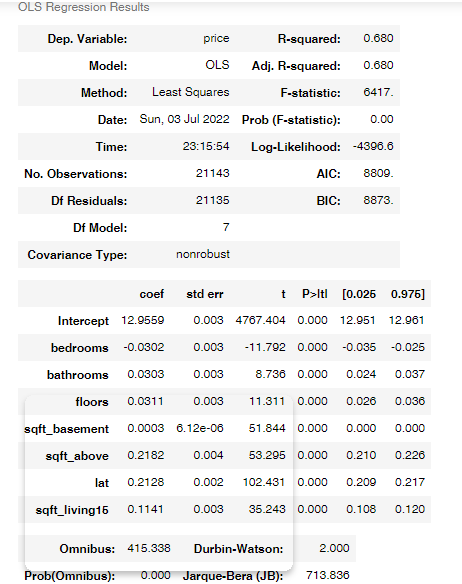 OLS Regression Results
Dep. Variable: price R-squared: 0.680
Model: OLS Adj. R-squared: 0.680
Method: Least Squares F-statistic: 6417.
Date: Sun, 03 Jul 2022 Prob (F-statistic): 0.00
Time: 23:15:54 Log-Likelihood: -4396.6
No. Observations: 21143 AIC: 8809.
Df Residuals: 21135 BIC: 8873.
Df Model: 7
Covariance Type: nonrobust
coef std err t P>|t| [0.025 0.975]
Intercept 12.9559 0.003 4767.404 0.000 12.951 12.961
bedrooms -0.0302 0.003 -11.792 0.000 -0.035 -0.025
bathrooms 0.0303 0.003 8.736 0.000 0.024 0.037
floors 0.0311 0.003 11.311 0.000 0.026 0.036
sqft_basement 0.0003 6.12e-06 51.844 0.000 0.000 0.000
sqft_above 0.2182 0.004 53.295 0.000 0.210 0.226
lat 0.2128 0.002 102.431 0.000 0.209 0.217
sqft_living15 0.1141 0.003 35.243 0.000 0.108 0.120
Omnibus: 415.338 Durbin-Watson: 2.000
Prob(Omnibus): 0.000 Jarque-Bera (JB): 713.836